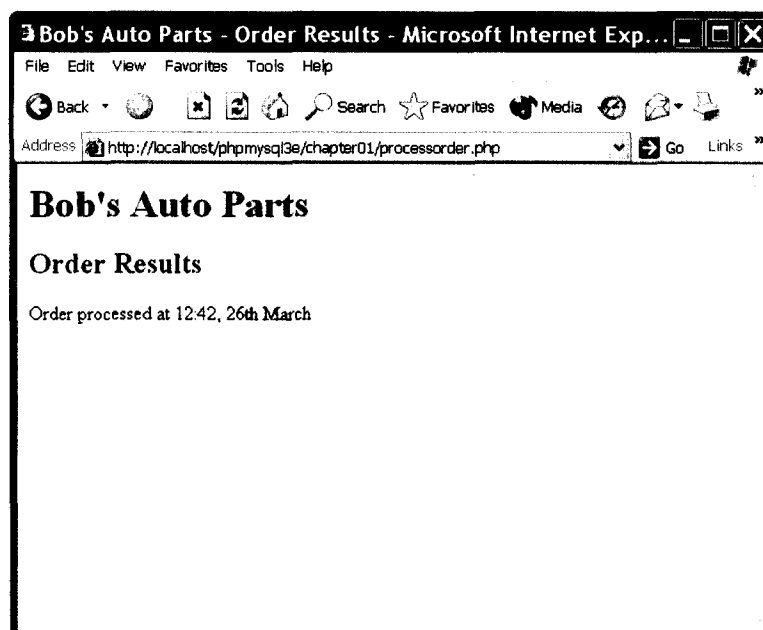 Bob's Auto Parts - Order Results - Microsoft Internet Exp...
File Edit View Favorites Tools Help
Back Search Favorites Media »
Address http://localhost/phpmysql3e/chapter01/processorder.php Go Links »
Bob's Auto Parts
Order Results
Order processed at 12:42, 26th March